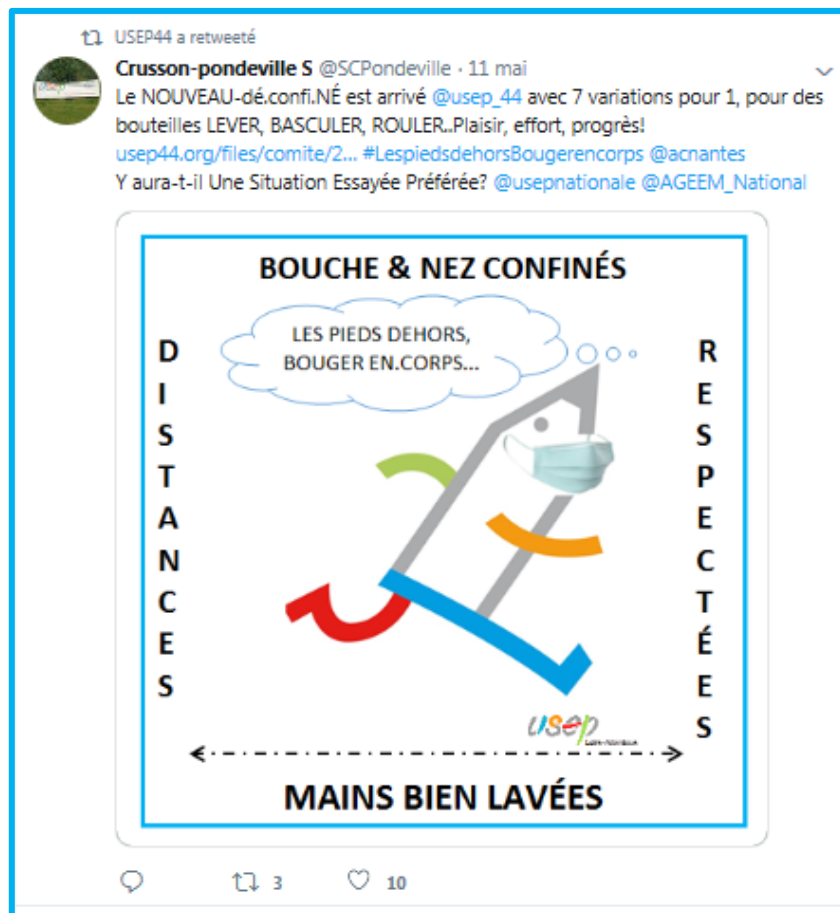 USEP44 a retweeté
Crusson-pondeville S @SCPondeville · 11 mai
Le NOUVEAU-dé.confi.NÉ est arrivé @usep_44 avec 7 variations pour 1, pour des
bouteilles LEVER, BASCULER, ROULER..Plaisir, effort, progrès!
usep44.org/files/comite/2... #LespiedsdehorsBougerencorps @acnantes
Y aura-t-il Une Situation Essayée Préférée? @usepnationale @AGEEM_National
BOUCHE & NEZ CONFINÉS
LES PIEDS DEHORS,
BOUGER EN.CORPS...
DISTANCES
RESPECTÉES
usep
MAINS BIEN LAVÉES
3
10